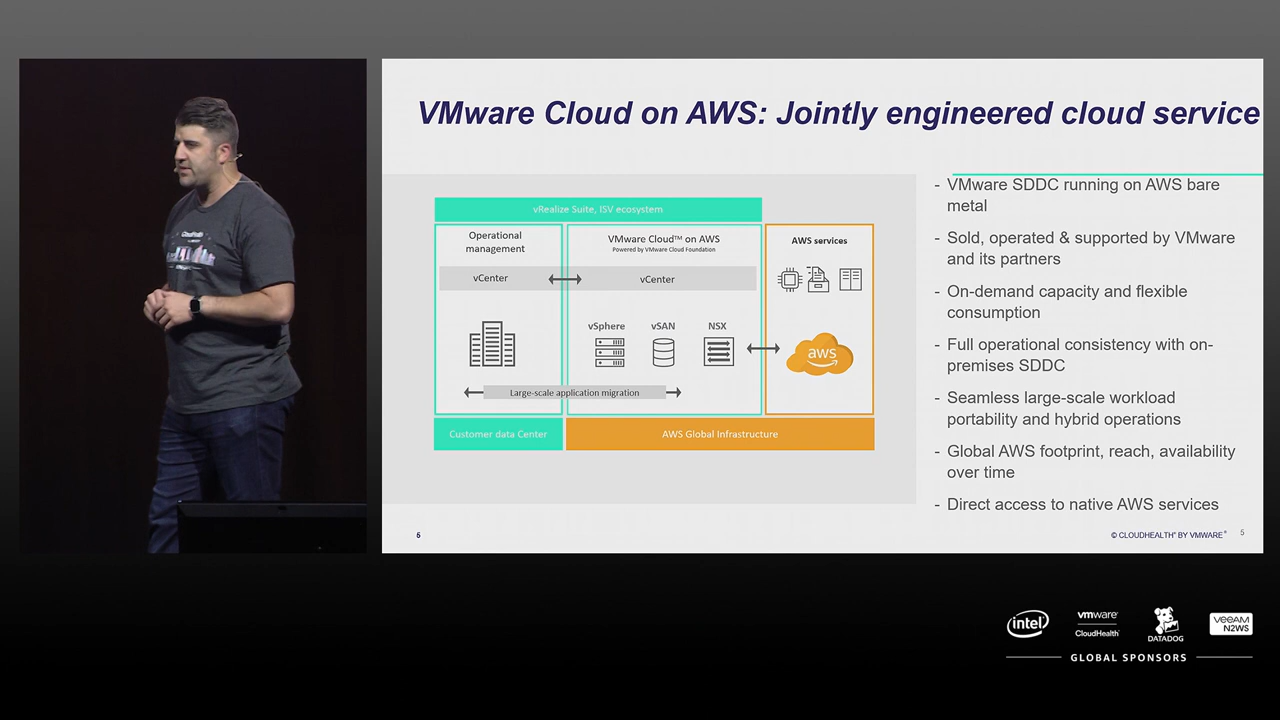 VMware Cloud on AWS: Jointly engineered cloud service
vRealize Suite, ISV ecosystem
Operational
management
vCenter
VMware Cloud™ on AWS
Powered by VMware Cloud Foundation
vCenter
vSphere
vSAN
NSX
AWS services
aws
Large-scale application migration
Customer data Center
AWS Global Infrastructure
- VMware SDDC running on AWS bare
metal
- Sold, operated & supported by VMware
and its partners
- On-demand capacity and flexible
consumption
- Full operational consistency with on-
premises SDDC
- Seamless large-scale workload
portability and hybrid operations
- Global AWS footprint, reach, availability
over time
- Direct access to native AWS services
6
© CLOUDHEALTH® BY VMWARE®
5
CloudHealth
intel
vmware
CloudHealth
DATADOG
VEEAM
N2WS
GLOBAL SPONSORS